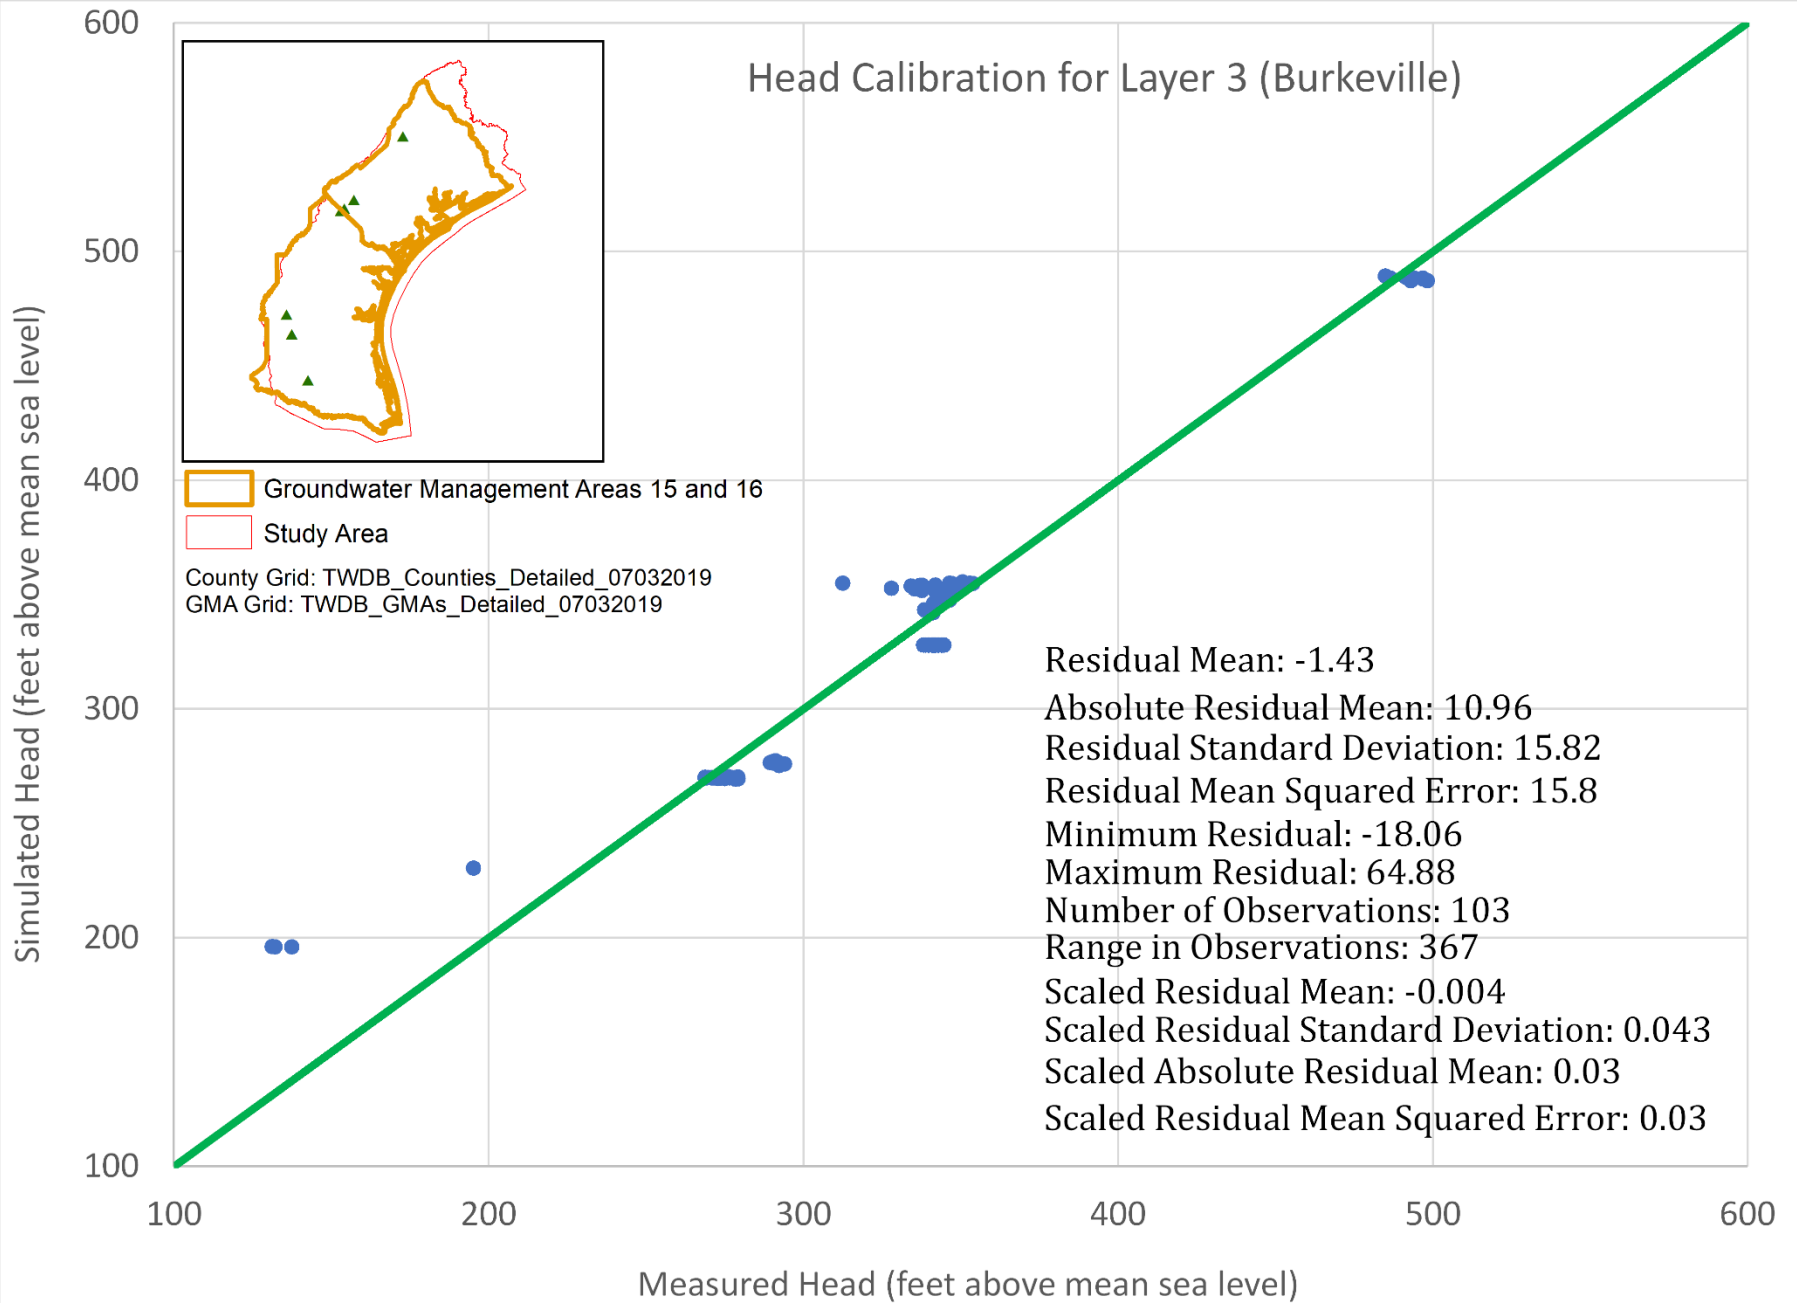 Head Calibration for Layer 3 (Burkeville)
600
500
400
300
200
100
Simulated Head (feet above mean sea level)
Groundwater Management Areas 15 and 16
Study Area
County Grid: TWDB_Counties_Detailed_07032019
GMA Grid: TWDB_GMAs_Detailed_07032019
Residual Mean: -1.43
Absolute Residual Mean: 10.96
Residual Standard Deviation: 15.82
Residual Mean Squared Error: 15.8
Minimum Residual: -18.06
Maximum Residual: 64.88
Number of Observations: 103
Range in Observations: 367
Scaled Residual Mean: -0.004
Scaled Residual Standard Deviation: 0.043
Scaled Absolute Residual Mean: 0.03
Scaled Residual Mean Squared Error: 0.03
100 200 300 400 500 600
Measured Head (feet above mean sea level)